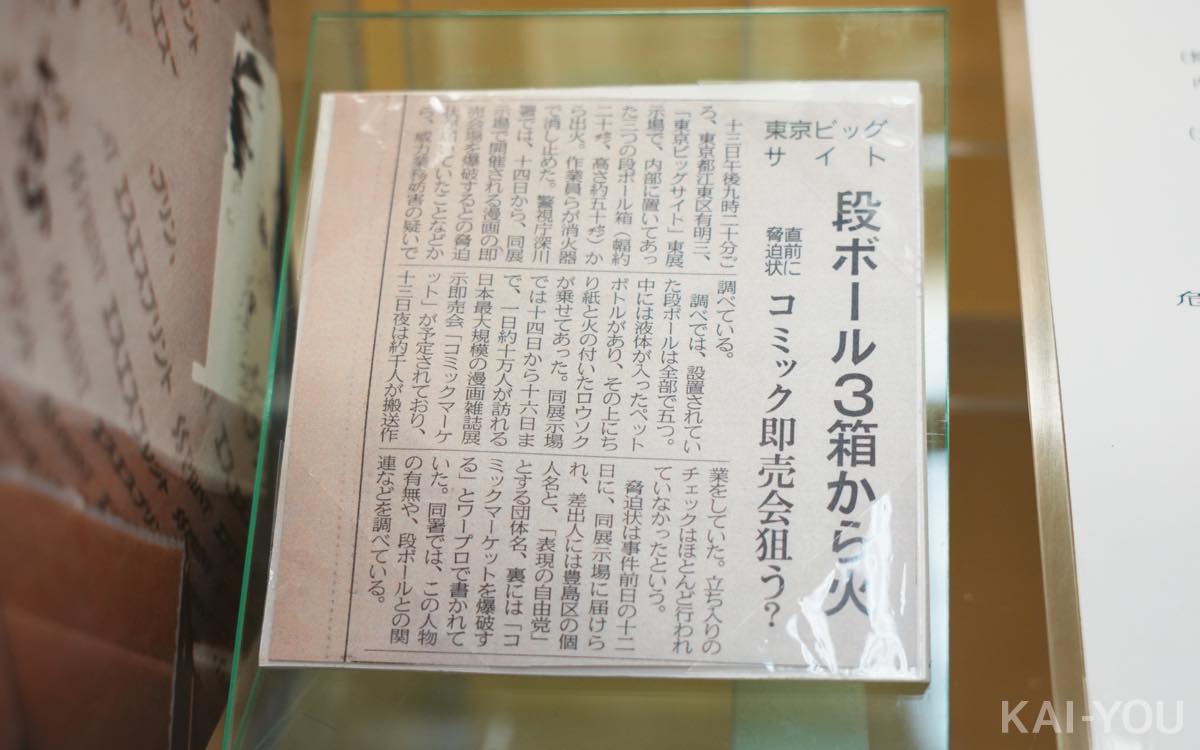 東京ビッグ
サイト
段ボール3箱から火
直前に
脅迫状
コミック即売会狙う?
十三日午後九時二十分ご
ろ、東京都江東区有明三、
「東京ビッグサイト」東展
示場で、内部に置いてあっ
た三つの段ボール箱(幅約
二十㌢、高さ約五十㌢)か
ら出火。作業員らが消火器
で消し止めた。警視庁深川
署では、十四日から、同展
示場で開催される漫画の即
売会場を爆破するとの脅迫
いていたことなどか
ら、威力業務妨害の疑いで
調べている。
調べでは、設置されてい
た段ボールは全部で五つ。
中には液体が入ったペット
ボトルがあり、その上にち
り紙と火の付いたロウソク
が乗せてあった。同展示場
では十四日から十六日ま
で、一日約十万人が訪れる
日本最大規模の漫画雑誌展
示即売会「コミックマーケ
ット」が予定されており、
十三日夜は約千人が搬送作
業をしていた。立ち入りの
チェックはほとんど行われ
ていなかったという。
脅迫状は事件前日の十二
日に、同展示場に届けら
れ、差出人には豊島区の個
人名と、「表現の自由党」
とする団体名、裏には「コ
ミックマーケットを爆破す
る」とワープロで書かれて
いた。同署では、この人物
の有無や、段ボールとの関
連などを調べている。
KAI-YOU